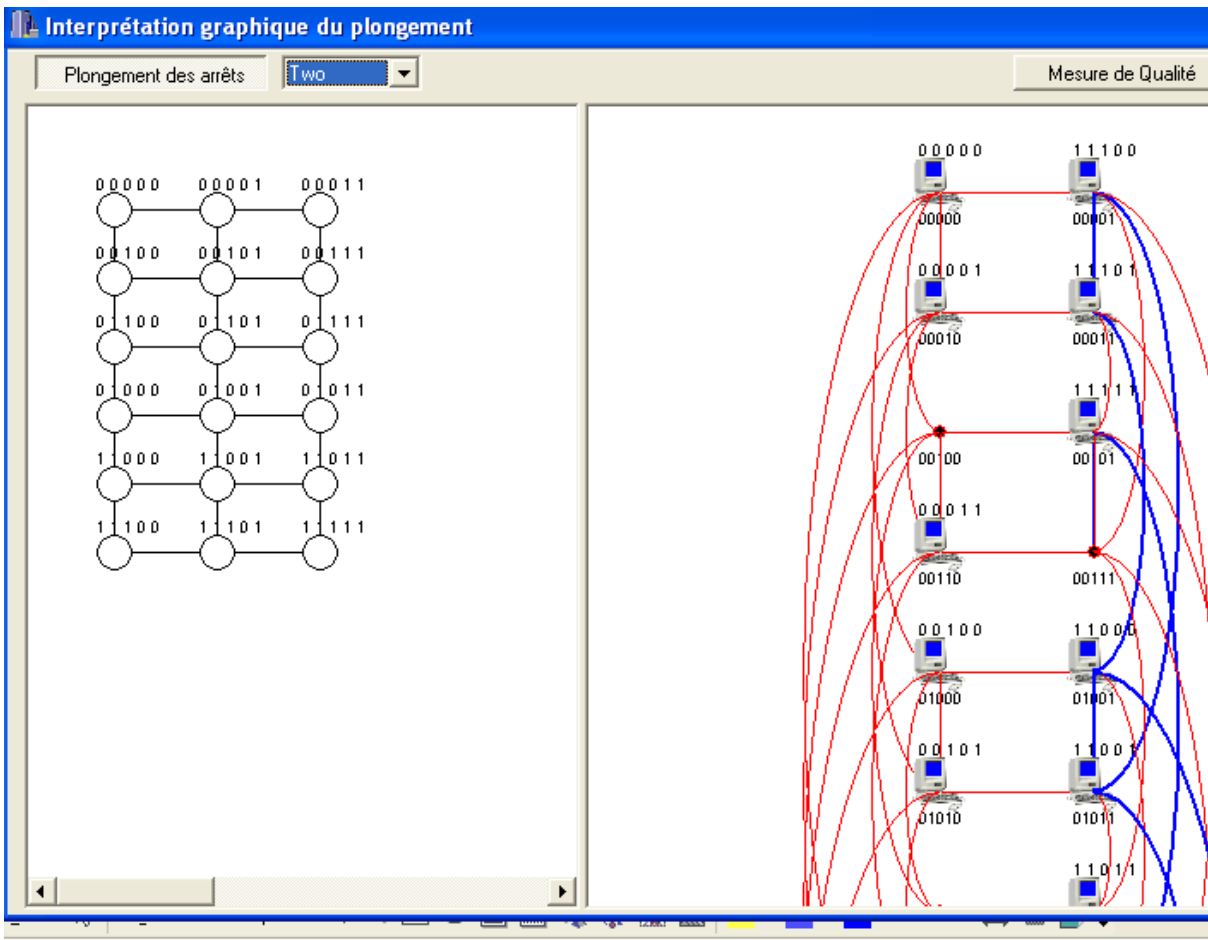 Interprétation graphique du plongement
Plongement des arrêts Two Mesure de Qualité
00000 00001 00011
00100 00101 00111
01100 01101 01111
01000 01001 01011
11000 11001 11011
11100 11101 11111
00000 11100
00000 00001
00001 11101
00010 00011
11111
00100 00101
00011
00110 00111
00100 11000
01000 01001
00101 11001
01010 01011
11011